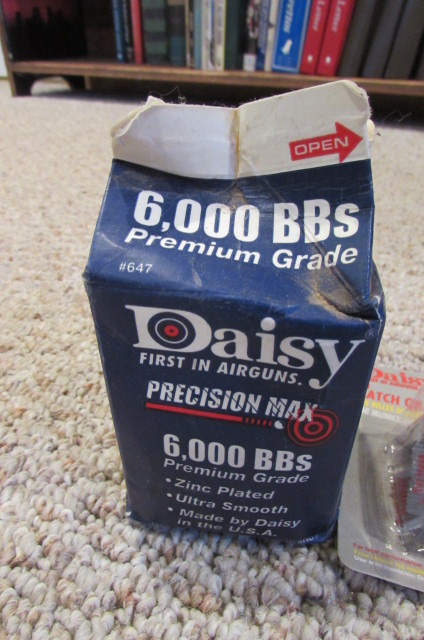 OPEN
6,000 BBs
Premium Grade
#647
Daisy
FIRST IN AIRGUNS.
PRECISION MAX
6,000 BBs
Premium Grade
• Zinc Plated
• Ultra Smooth
• Made by Daisy
in the U.S.A.
Daisy